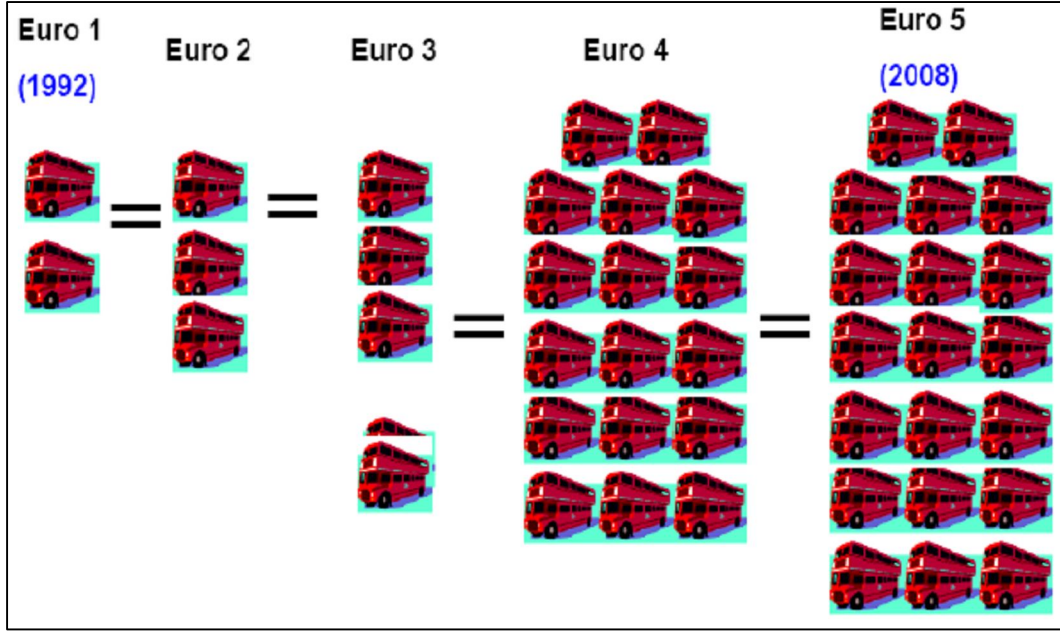 Euro 1
(1992)
Euro 2
Euro 3
Euro 4
Euro 5
(2008)
=
=
=
=